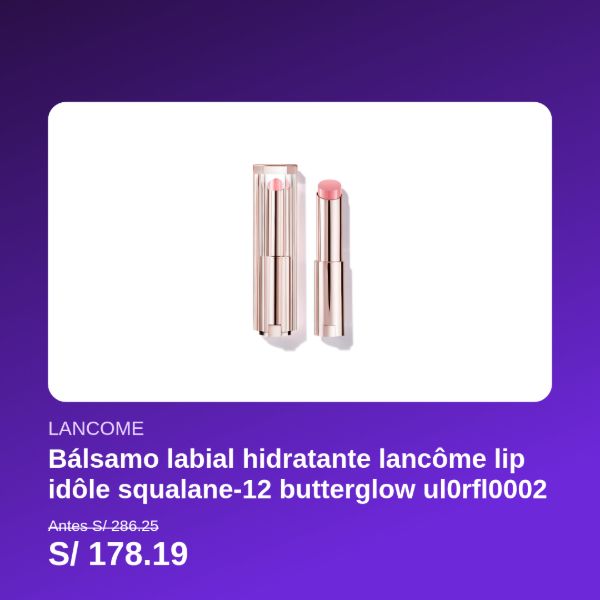 LANCOME
Bálsamo labial hidratante lancôme lip
idôle squalane-12 butterglow ul0rfl0002
Antes S/ 286.25
S/ 178.19